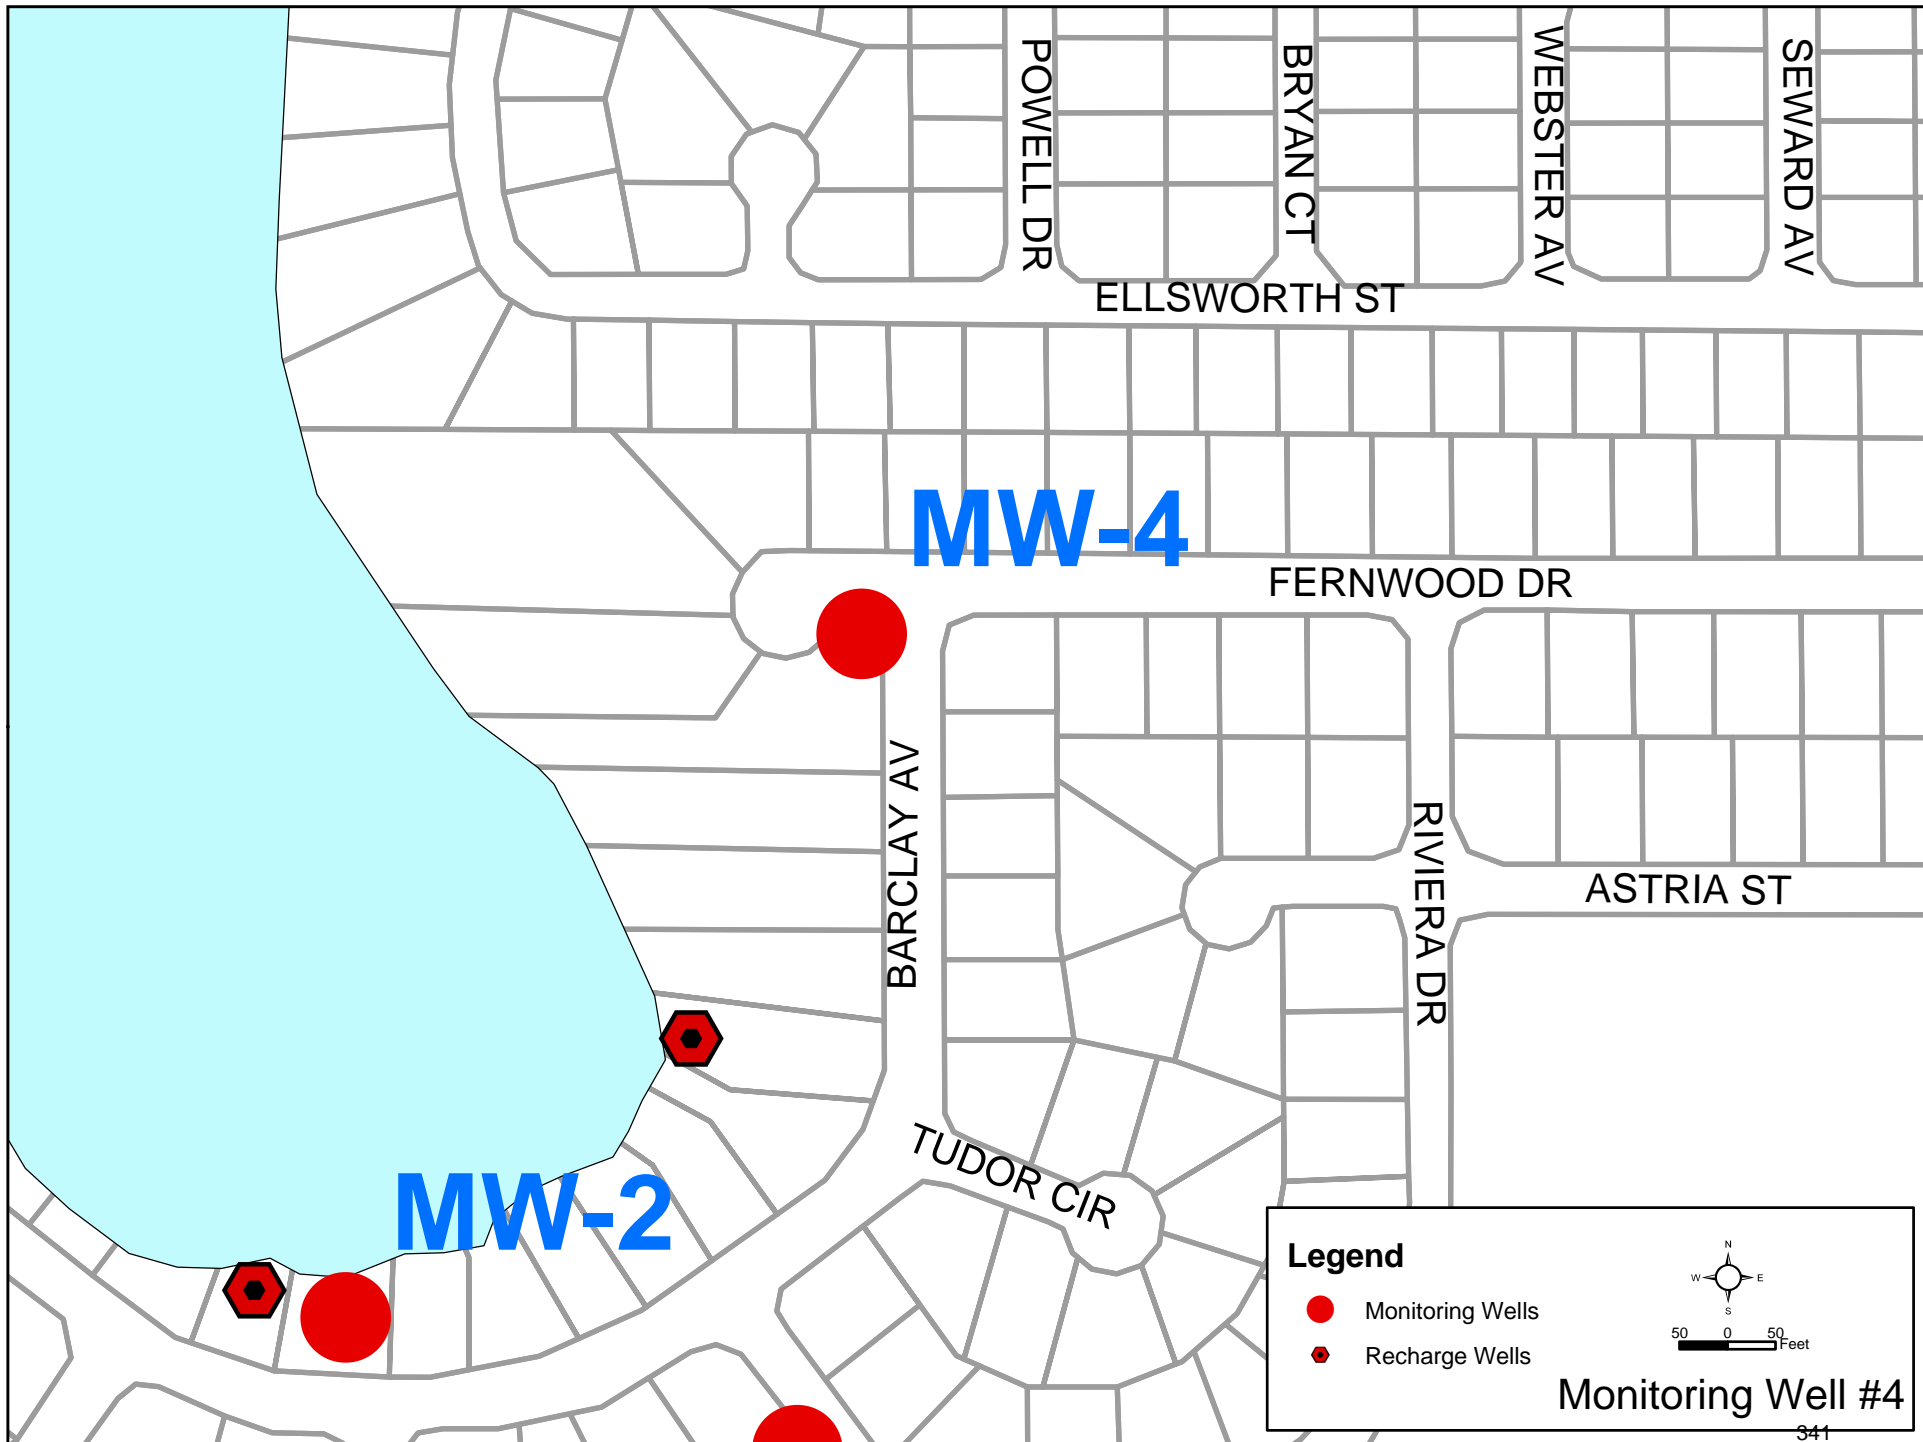 POWELL DR
BRYAN CT
WEBSTER AV
SEWARD AV
ELLSWORTH ST
MW-4
FERNWOOD DR
BARCLAY AV
RIVIERA DR
ASTRIA ST
TUDOR CIR
MW-2
Legend
Monitoring Wells
Recharge Wells
N
W E
S
50 0 50
Feet
Monitoring Well #4
341